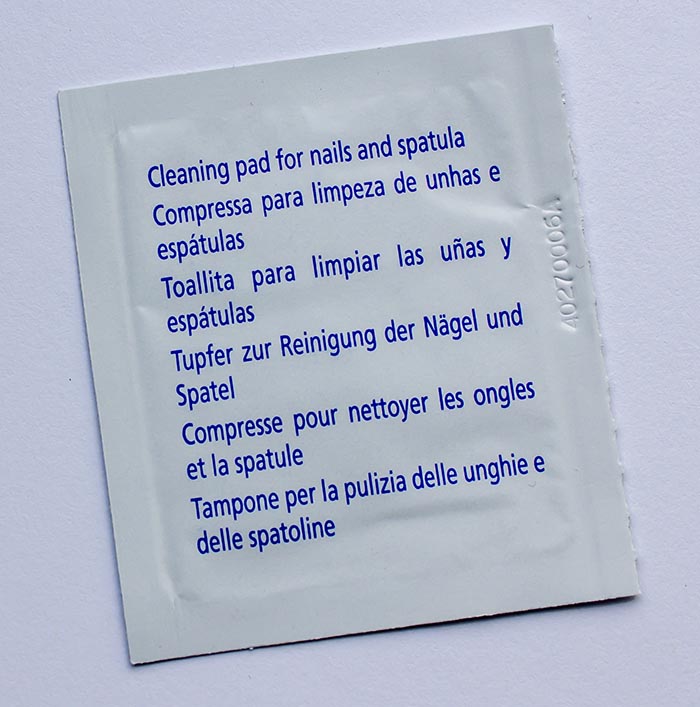 Cleaning pad for nails and spatula
Compressa para limpeza de unhas e
espátulas
Toallita para limpiar las uñas y
espátulas
Tupfer zur Reinigung der Nägel und
Spatel
Compresse pour nettoyer les ongles
et la spatule
Tampone per la pulizia delle unghie e
delle spatoline
40270006A